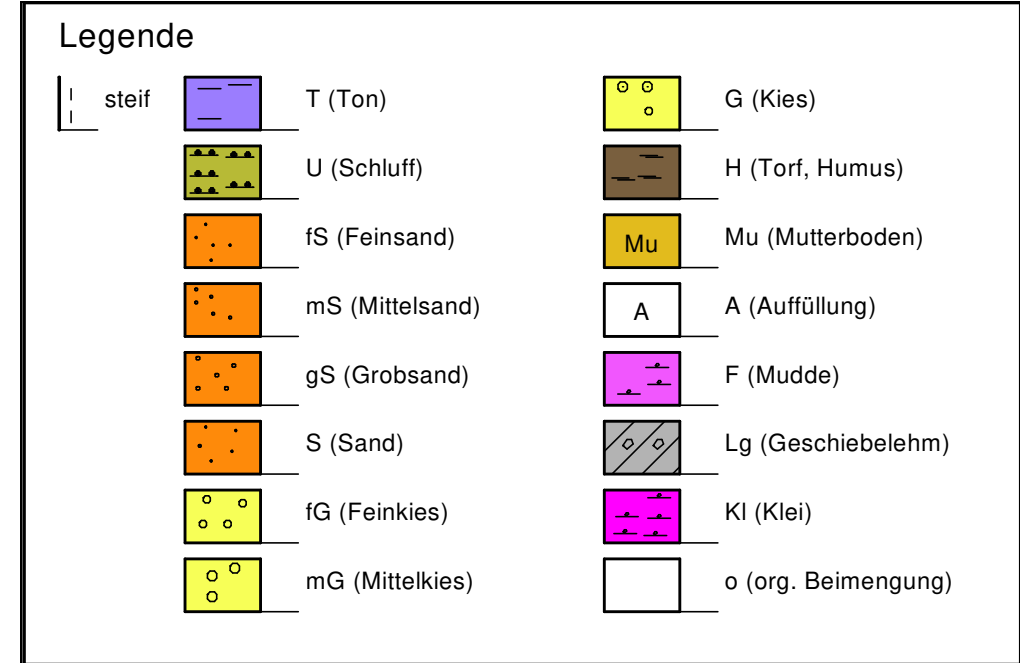 Legende
steif
T (Ton)
U (Schluff)
fS (Feinsand)
mS (Mittelsand)
gS (Grobsand)
S (Sand)
fG (Feinkies)
mG (Mittelkies)
G (Kies)
H (Torf, Humus)
Mu
Mu (Mutterboden)
A
A (Auffüllung)
F (Mudde)
Lg (Geschiebelehm)
Kl (Klei)
o (org. Beimengung)